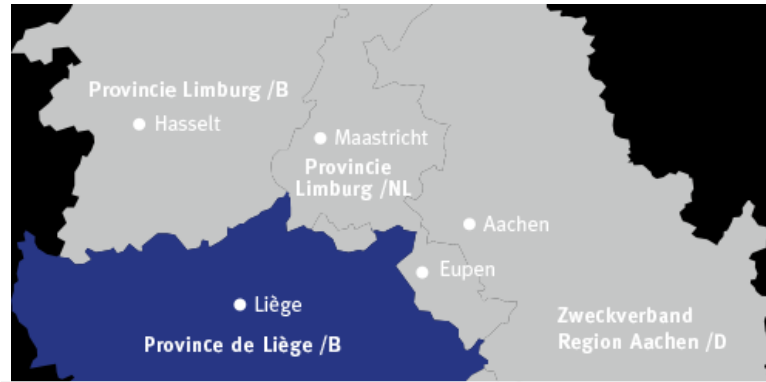 Provincie Limburg /B
Hasselt
Maastricht
Provincie
Limburg /NL
Aachen
Eupen
Liège
Province de Liège /B
Zweckverband
Region Aachen /D